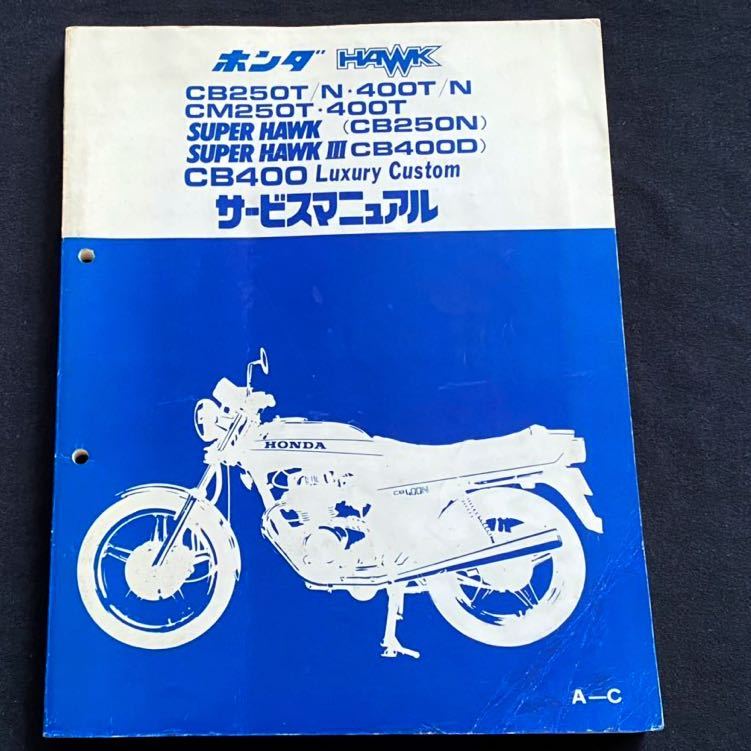 ホンダ HAWK
CB250T/N・400T/N
CM250T・400T
SUPER HAWK (CB250N)
SUPER HAWK III CB400D)
CB400 Luxury Custom
サービスマニュアル
HONDA
CB400N
A—C